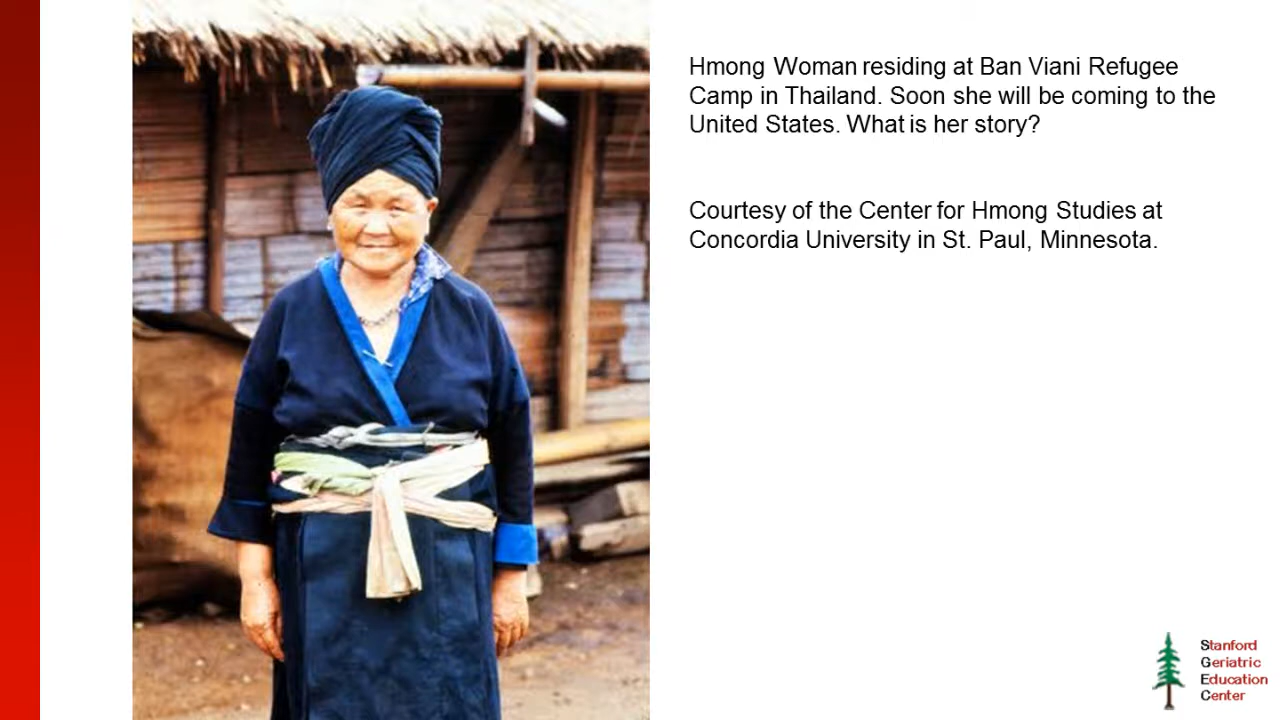 Hmong Woman residing at Ban Viani Refugee
Camp in Thailand. Soon she will be coming to the
United States. What is her story?
Courtesy of the Center for Hmong Studies at
Concordia University in St. Paul, Minnesota.
Stanford
Geriatric
Education
Center